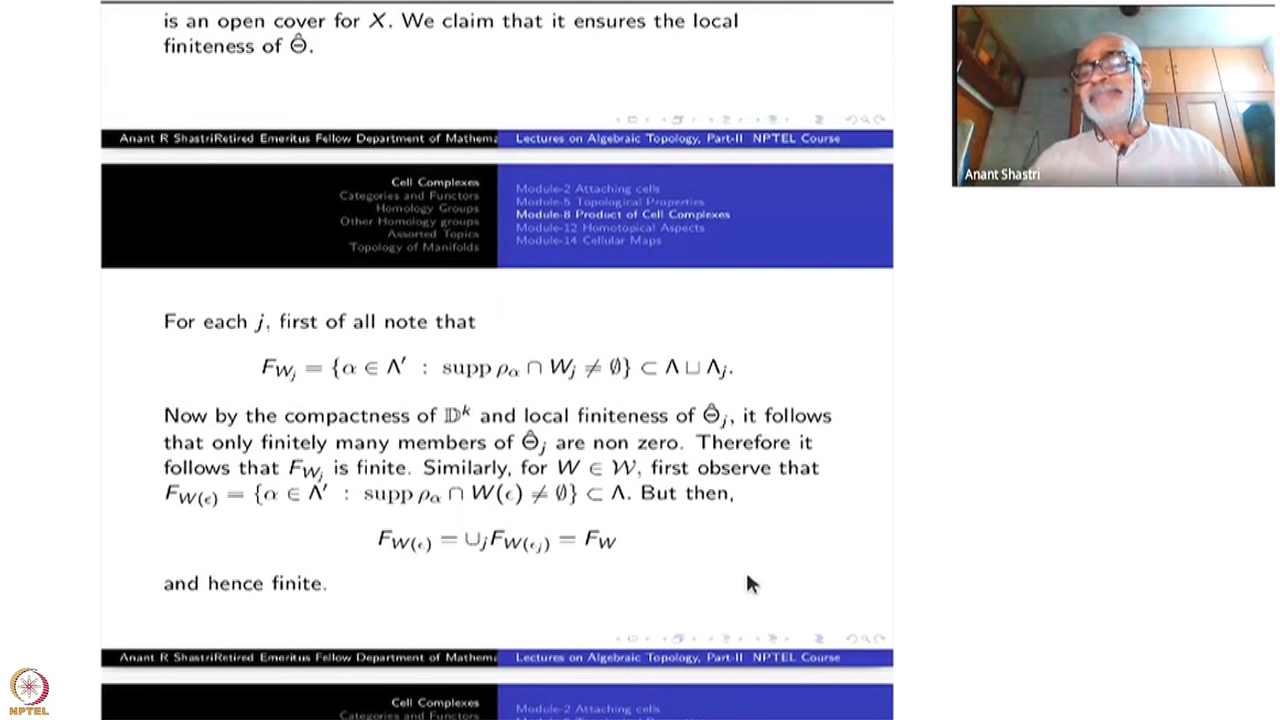 is an open cover for X. We claim that it ensures the local
finiteness of Θ̂.
Anant R ShastriRetired Emeritus Fellow Department of Mathema
Lectures on Algebraic Topology, Part-II NPTEL Course
Anant Shastri
Cell Complexes
Categories and Functors
Homology Groups
Other Homology groups
Assorted Topics
Topology of Manifolds
Module-2 Attaching cells
Module-5 Topological Properties
Module-8 Product of Cell Complexes
Module-12 Homotopical Aspects
Module-14 Cellular Maps
For each j, first of all note that
F_{W_j} = {α ∈ Λ′ : supp ρ_α ∩ W_j ≠ ∅} ⊂ Λ ⊔ Λ_j.
Now by the compactness of 𝔻^k and local finiteness of Θ̂_j, it follows
that only finitely many members of Θ̂_j are non zero. Therefore it
follows that F_{W_j} is finite. Similarly, for W ∈ 𝒲, first observe that
F_{W(ϵ)} = {α ∈ Λ′ : supp ρ_α ∩ W(ϵ) ≠ ∅} ⊂ Λ. But then,
F_{W(ϵ)} = ∪_j F_{W(ϵ_j)} = F_W
and hence finite.
Anant R ShastriRetired Emeritus Fellow Department of Mathema
Lectures on Algebraic Topology, Part-II NPTEL Course
NPTEL
Cell Complexes
Categories and Functors
Module-2 Attaching cells